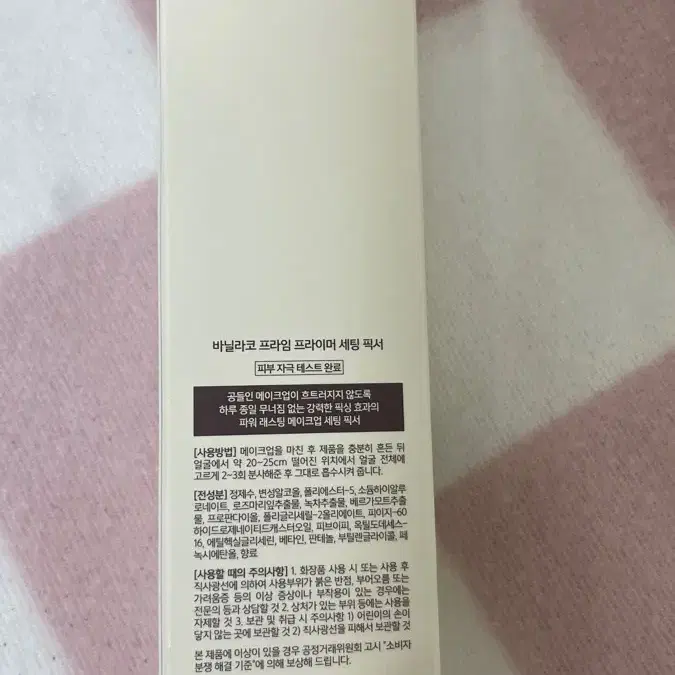 바닐라코 프라임 프라이머 세팅 픽서
피부 자극 테스트 완료
공들인 메이크업이 흐트러지지 않도록
하루 종일 무너짐 없는 강력한 픽싱 효과의
파워 래스팅 메이크업 세팅 픽서
[사용방법] 메이크업을 마친 후 제품을 충분히 흔든 뒤
얼굴에서 약 20~25cm 떨어진 위치에서 얼굴 전체에
고르게 2~3회 분사해준 후 그대로 흡수시켜 줍니다.
[전성분] 정제수, 변성알코올, 폴리에스터-5, 소듐하이알루
로네이트, 로즈마리잎추출물, 녹차추출물, 베르가모트추출
물, 프로판다이올, 폴리글리세릴-2올리에이트, 피이지-60
하이드로제네이티드캐스터오일, 피브이피, 옥틸도데세스-
16, 에틸헥실글리세린, 베타인, 판테놀, 부틸렌글라이콜, 페
녹시에탄올, 향료
[사용할 때의 주의사항] 1. 화장품 사용 시 또는 사용 후
직사광선에 의하여 사용부위가 붉은 반점, 부어오름 또는
가려움증 등의 이상 증상이나 부작용이 있는 경우에는
전문의 등과 상담할 것 2. 상처가 있는 부위 등에는 사용을
자제할 것 3. 보관 및 취급 시 주의사항 1) 어린이의 손이
닿지 않는 곳에 보관할 것 2) 직사광선을 피해서 보관할 것
본 제품에 이상이 있을 경우 공정거래위원회 고시 "소비자
분쟁 해결 기준"에 의해 보상해 드립니다.